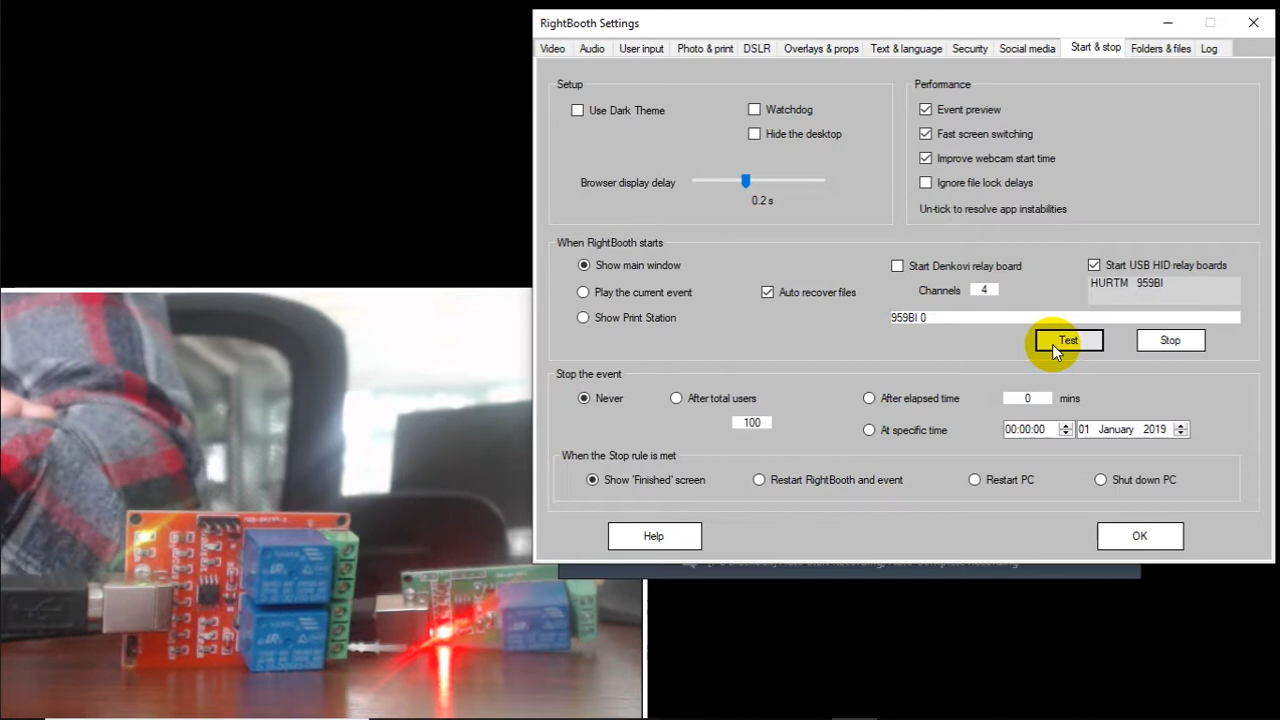 RightBooth Settings
Video Audio User input Photo & print DSLR Overlays & props Text & language Security Social media Start & stop Folders & files Log
Setup
Use Dark Theme
Watchdog
Hide the desktop
Browser display delay
0.2 s
Performance
Event preview
Fast screen switching
Improve webcam start time
Ignore file lock delays
Un-tick to resolve app instabilities
When RightBooth starts
Show main window
Play the current event
Auto recover files
Show Print Station
Start Denkovi relay board
Channels 4
Start USB HID relay boards
HURTM 959BI
959BI 0
Test Stop
Stop the event
Never
After total users
100
After elapsed time 0 mins
At specific time 00:00:00 01 January 2019
When the Stop rule is met
Show 'Finished' screen
Restart RightBooth and event
Restart PC
Shut down PC
Help OK